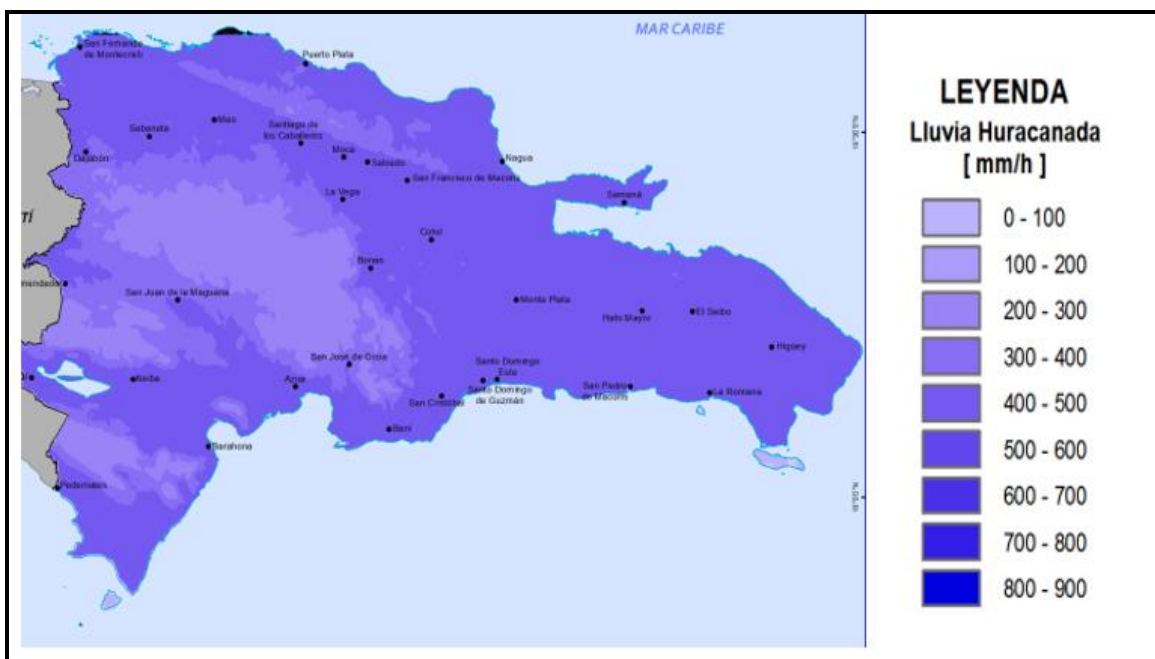 MAR CARIBE
San Fernando
de Montecristi
Puerto Plata
Mao
Sabaneta
Santiago de
los Caballeros
Dajabón
Moca
Salcedo
Nagua
San Francisco de Macorís
La Vega
Samaná
TÍ
Cotuí
Bonao
San Juan de la Maguana
Monte Plata
Hato Mayor
El Seibo
Higüey
San José de Ocoa
Neiba
Azua
Santo Domingo
Este
Santo Domingo
de Guzmán
San Pedro
de Macorís
La Romana
San Cristóbal
Baní
Barahona
Pedernales
LEYENDA
Lluvia Huracanada
[ mm/h ]
0 - 100
100 - 200
200 - 300
300 - 400
400 - 500
500 - 600
600 - 700
700 - 800
800 - 900